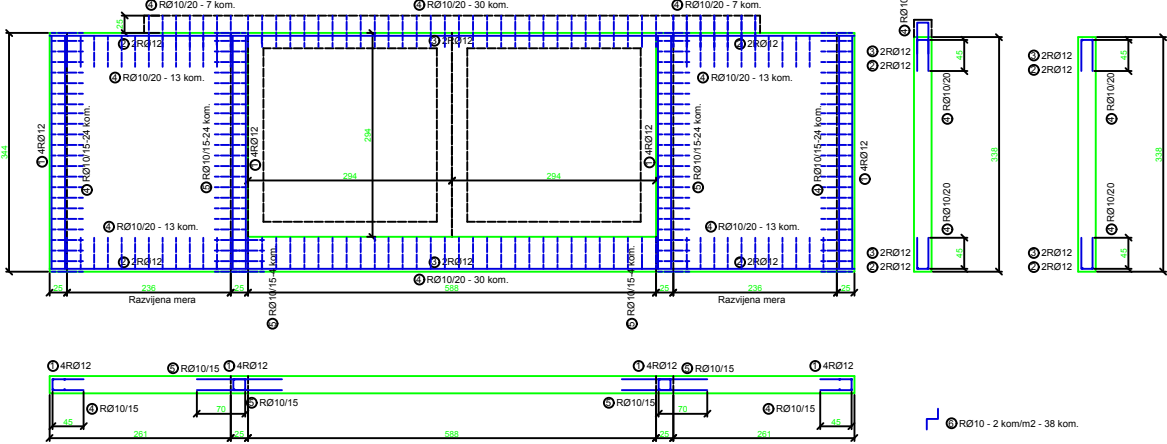 ④ RØ10/20 - 7 kom.
④ RØ10/20 - 30 kom.
④ RØ10/20 - 7 kom.
25
② 2RØ12
③ 2RØ12
② 2RØ12
④ RØ10/20 - 13 kom.
④ RØ10/20 - 13 kom.
344
① 4RØ12
④ RØ10/15-24 kom.
⑤ RØ10/15-24 kom.
① 4RØ12
294
294
294
① 4RØ12
⑤ RØ10/15-24 kom.
④ RØ10/15-24 kom.
① 4RØ12
④ RØ10/20 - 13 kom.
④ RØ10/20 - 13 kom.
② 2RØ12
③ 2RØ12
② 2RØ12
④ RØ10/20 - 30 kom.
⑤ RØ10/15-4 kom.
⑤ RØ10/15-4 kom.
25
236
25
588
25
236
25
Razvijena mera
Razvijena mera
④ RØ10
③ 2RØ12
② 2RØ12
45
④ RØ10/20
338
④ RØ10/20
③ 2RØ12
② 2RØ12
45
③ 2RØ12
② 2RØ12
45
④ RØ10/20
338
④ RØ10/20
③ 2RØ12
② 2RØ12
45
① 4RØ12
⑤ RØ10/15
① 4RØ12
① 4RØ12
⑤ RØ10/15
① 4RØ12
④ RØ10/15
70
⑤ RØ10/15
⑤ RØ10/15
70
④ RØ10/15
45
45
261
25
588
25
261
⑥ RØ10 - 2 kom/m2 - 38 kom.